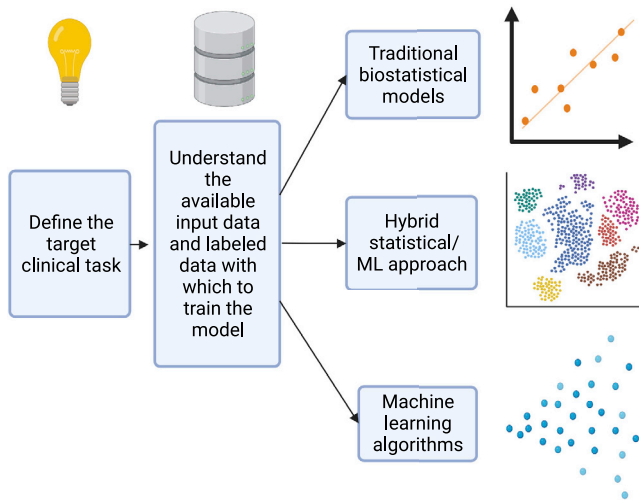 Define the
target
clinical task
Understand
the
available
input data
and labeled
data with
which to
train the
model
Traditional
biostatistical
models
Hybrid
statistical/
ML approach
Machine
learning
algorithms